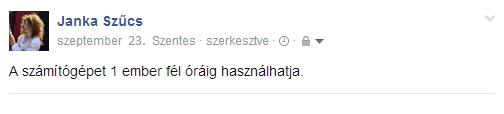 Janka Szűcs
szeptember 23. Szentes · szerkesztve ·
A számítógépet 1 ember fél óráig használhatja.